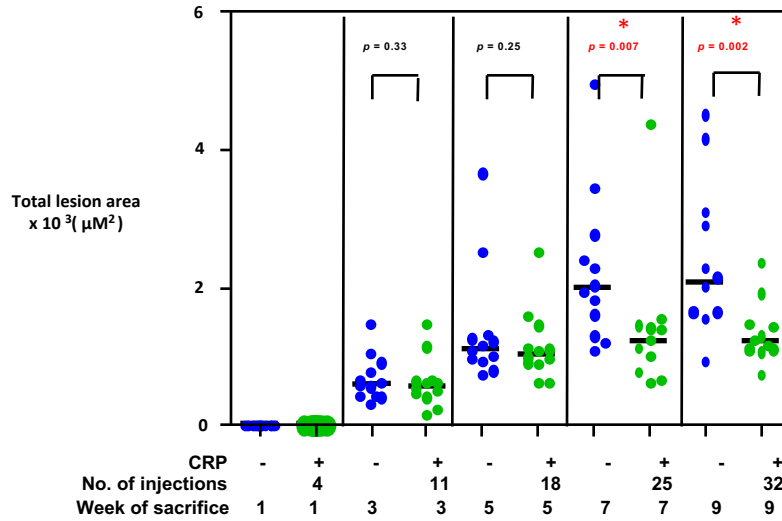 6
*
*
p = 0.33
p = 0.25
p = 0.007
p = 0.002
4
Total lesion area
x 10 ³( µM²)
2
0
CRP - + - + - + - + - +
No. of injections 4 11 18 25 32
Week of sacrifice 1 1 3 3 5 5 7 7 9 9